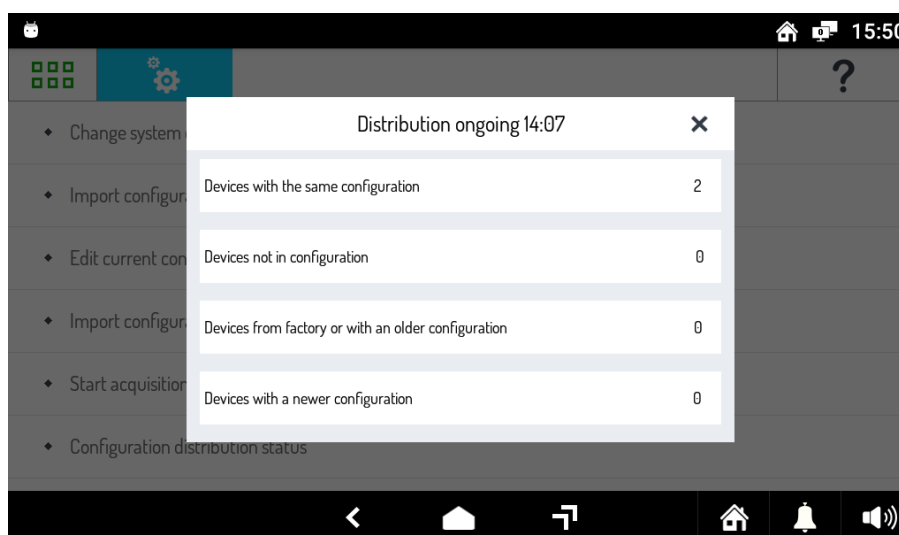 15:50
?
Distribution ongoing 14:07
Change system
Devices with the same configuration 2
Import configur
Devices not in configuration 0
Edit current con
Devices from factory or with an older configuration 0
Import configur
Start acquisition
Devices with a newer configuration 0
Configuration distribution status